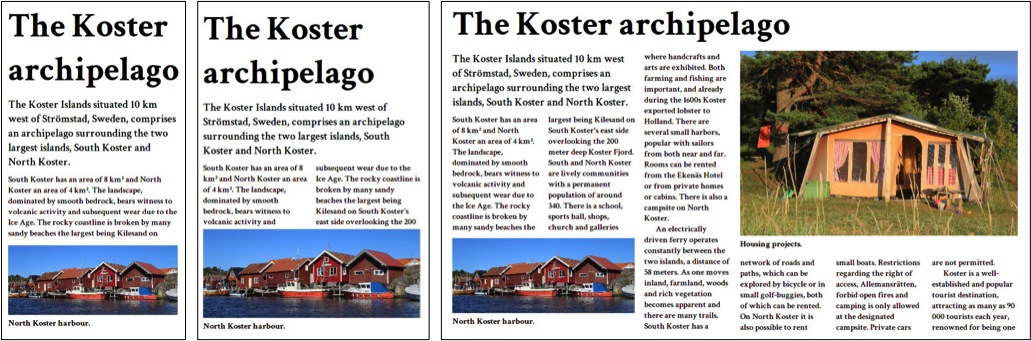 The Koster
archipelago
The Koster Islands situated 10 km
west of Strömstad, Sweden, comprises
an archipelago surrounding the two
largest islands, South Koster and
North Koster.
South Koster has an area of 8 km² and North
Koster an area of 4 km². The landscape,
dominated by smooth bedrock, bears witness to
volcanic activity and subsequent wear due to the
Ice Age. The rocky coastline is broken by many
sandy beaches the largest being Kilesand on
North Koster harbour.
The Koster
archipelago
The Koster Islands situated 10 km west of
Strömstad, Sweden, comprises an archipelago
surrounding the two largest islands, South
Koster and North Koster.
South Koster has an area of 8
km² and North Koster an area
of 4 km². The landscape,
dominated by smooth
bedrock, bears witness to
volcanic activity and
subsequent wear due to the
Ice Age. The rocky coastline is
broken by many sandy
beaches the largest being
Kilesand on South Koster's
east side overlooking the 200
North Koster harbour.
The Koster archipelago
The Koster Islands situated 10 km west
of Strömstad, Sweden, comprises an
archipelago surrounding the two largest
islands, South Koster and North Koster.
South Koster has an area
of 8 km² and North
Koster an area of 4 km².
The landscape,
dominated by smooth
bedrock, bears witness to
volcanic activity and
subsequent wear due to
the Ice Age. The rocky
coastline is broken by
many sandy beaches the
largest being Kilesand on
South Koster's east side
overlooking the 200
meter deep Koster Fjord.
South and North Koster
are lively communities
with a permanent
population of around
340. There is a school,
sports hall, shops,
church and galleries
North Koster harbour.
where handcrafts and
arts are exhibited. Both
farming and fishing are
important, and already
during the 1600s Koster
exported lobster to
Holland. There are
several small harbors,
popular with sailors
from both near and far.
Rooms can be rented
from the Ekenäs Hotel
or from private homes
or cabins. There is also a
campsite on North
Koster.
An electrically
driven ferry operates
constantly between the
two islands, a distance of
58 meters. As one moves
inland, farmland, woods
and rich vegetation
becomes apparent and
there are many trails.
South Koster has a
Housing projects.
network of roads and
paths, which can be
explored by bicycle or in
small golf-buggies, both
of which can be rented.
On North Koster it is
also possible to rent
small boats. Restrictions
regarding the right of
access, Allemansrätten,
forbid open fires and
camping is only allowed
at the designated
campsite. Private cars
are not permitted.
Koster is a well-
established and popular
tourist destination,
attracting as many as 90
000 tourists each year,
renowned for being one